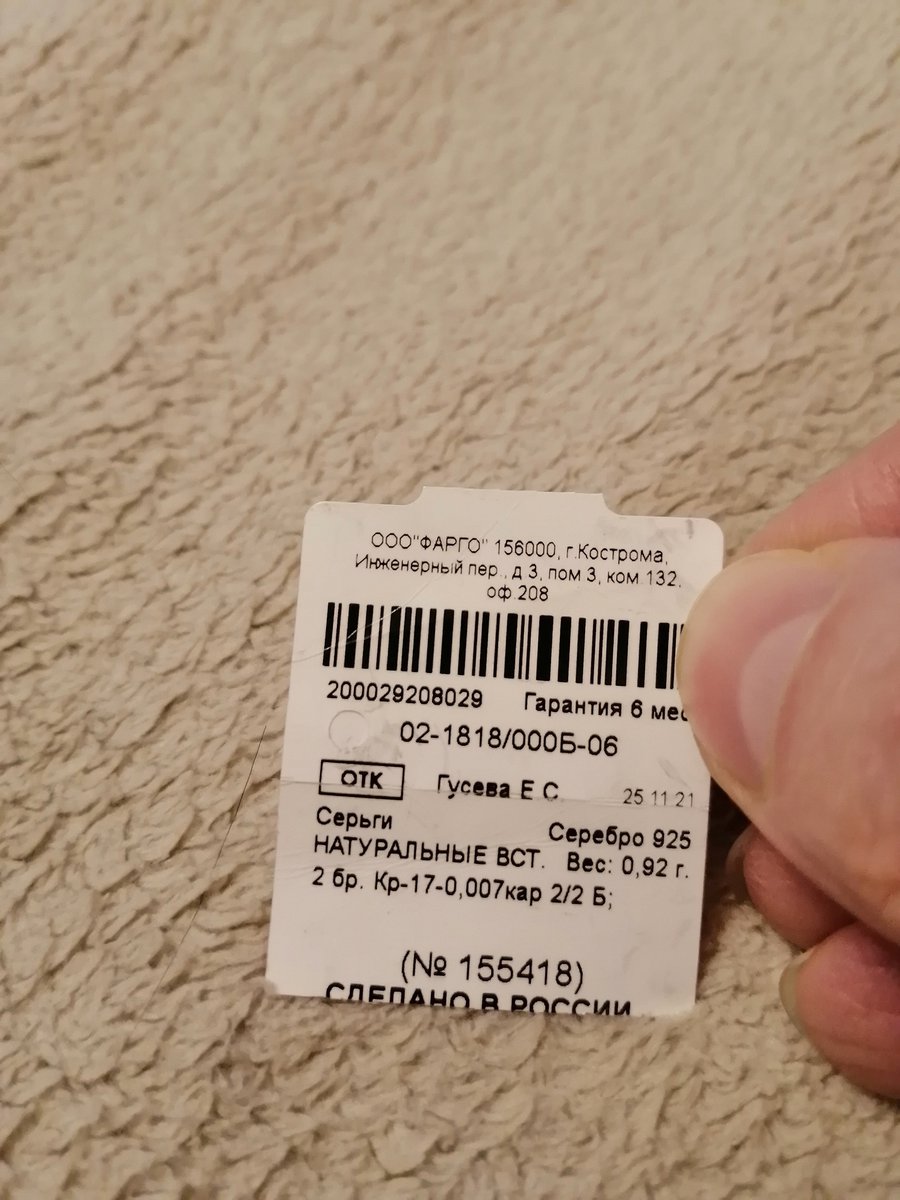 ООО"ФАРГО" 156000, г.Кострома,
Инженерный пер., д 3, пом 3, ком 132,
оф.208
200029208029 Гарантия 6 мес
02-1818/000Б-06
ОТК Гусева Е С. 25 11 21
Серьги Серебро 925
НАТУРАЛЬНЫЕ ВСТ. Вес: 0,92 г.
2 бр. Кр-17-0,007кар 2/2 Б;
(№ 155418)
СДЕЛАНО В РОССИИ